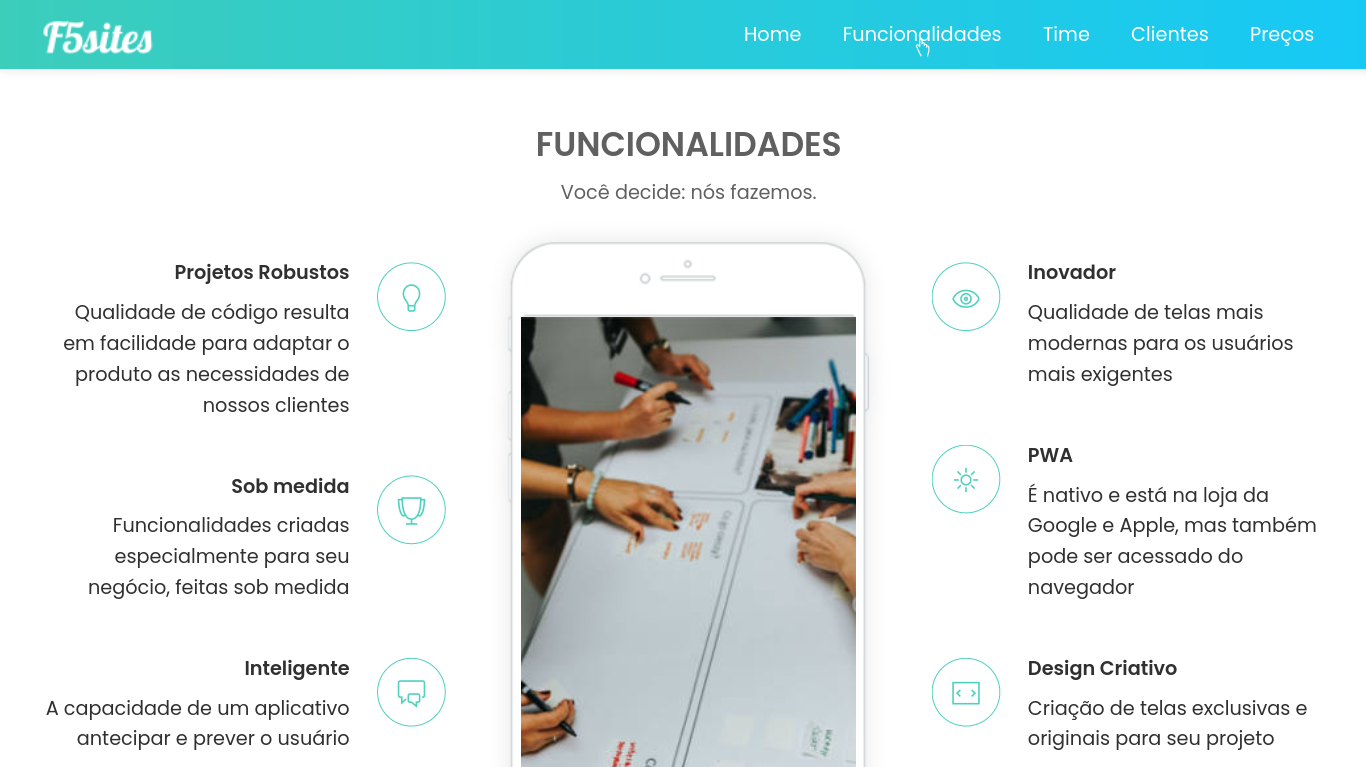 F5sites
Home
Funcionalidades
Time
Clientes
Preços
FUNCIONALIDADES
Você decide: nós fazemos.
Projetos Robustos
Qualidade de código resulta
em facilidade para adaptar o
produto as necessidades de
nossos clientes
Sob medida
Funcionalidades criadas
especialmente para seu
negócio, feitas sob medida
Inteligente
A capacidade de um aplicativo
antecipar e prever o usuário
Inovador
Qualidade de telas mais
modernas para os usuários
mais exigentes
PWA
É nativo e está na loja da
Google e Apple, mas também
pode ser acessado do
navegador
Design Criativo
Criação de telas exclusivas e
originais para seu projeto